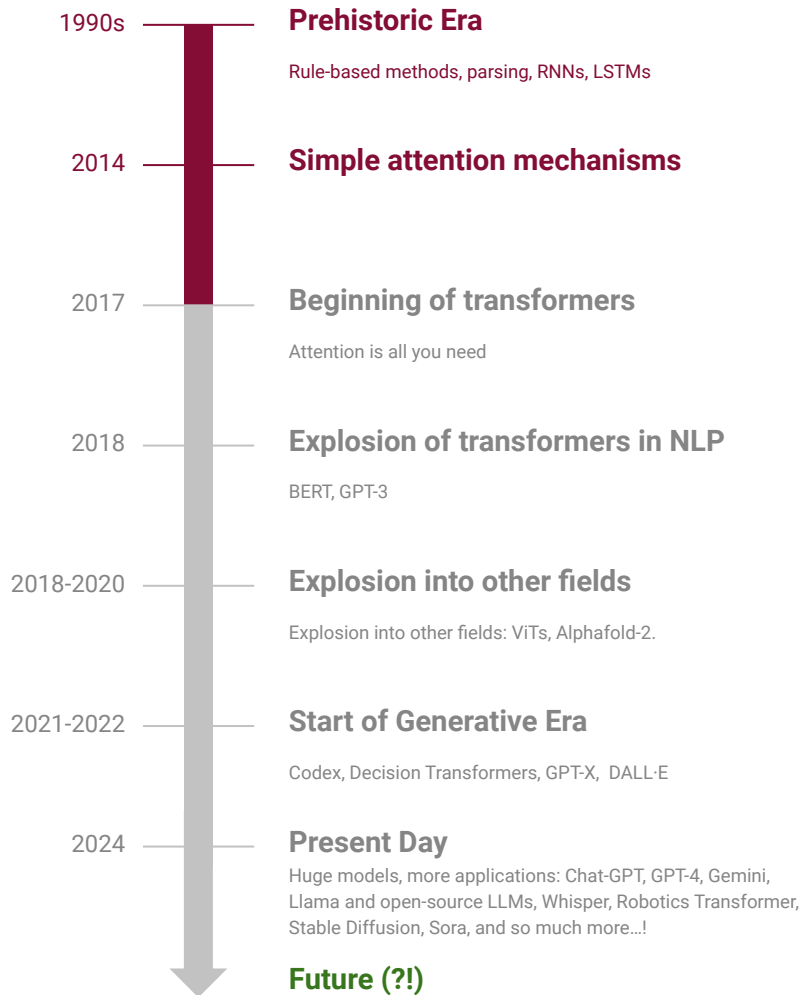 1990s
Prehistoric Era
Rule-based methods, parsing, RNNs, LSTMs
2014
Simple attention mechanisms
2017
Beginning of transformers
Attention is all you need
2018
Explosion of transformers in NLP
BERT, GPT-3
2018-2020
Explosion into other fields
Explosion into other fields: ViTs, Alphafold-2.
2021-2022
Start of Generative Era
Codex, Decision Transformers, GPT-X, DALL·E
2024
Present Day
Huge models, more applications: Chat-GPT, GPT-4, Gemini,
Llama and open-source LLMs, Whisper, Robotics Transformer,
Stable Diffusion, Sora, and so much more…!
Future (?!)